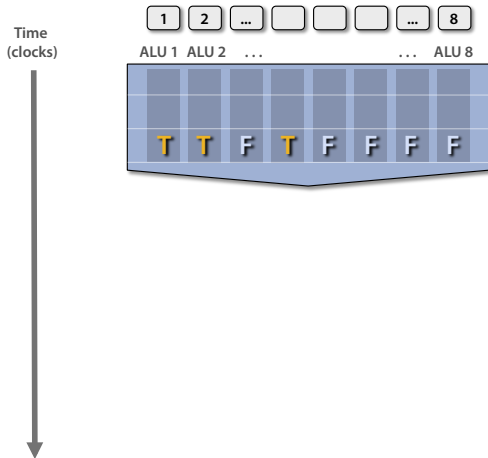 1 2 ... ... 8
Time
(clocks)
ALU 1 ALU 2 . . . . . . ALU 8
T T F T F F F F